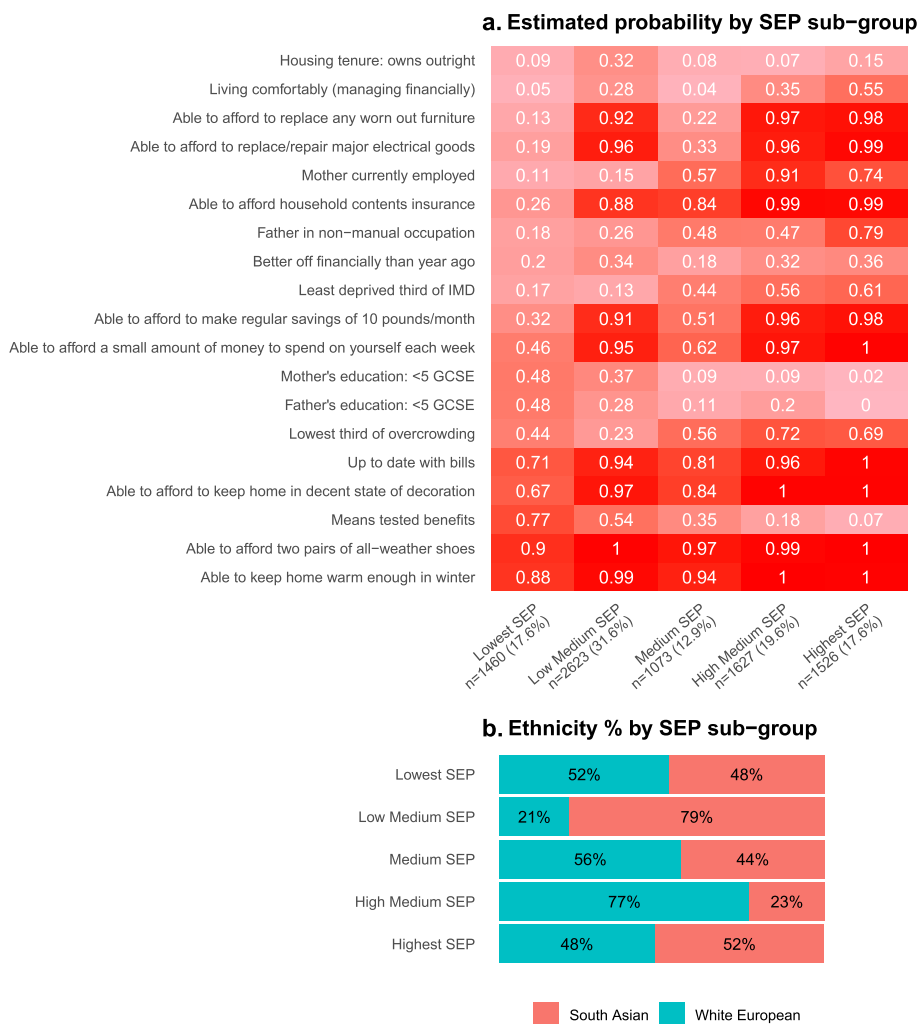 a. Estimated probability by SEP sub−group
Housing tenure: owns outright 0.09 0.32 0.08 0.07 0.15
Living comfortably (managing financially) 0.05 0.28 0.04 0.35 0.55
Able to afford to replace any worn out furniture 0.13 0.92 0.22 0.97 0.98
Able to afford to replace/repair major electrical goods 0.19 0.96 0.33 0.96 0.99
Mother currently employed 0.11 0.15 0.57 0.91 0.74
Able to afford household contents insurance 0.26 0.88 0.84 0.99 0.99
Father in non−manual occupation 0.18 0.26 0.48 0.47 0.79
Better off financially than year ago 0.2 0.34 0.18 0.32 0.36
Least deprived third of IMD 0.17 0.13 0.44 0.56 0.61
Able to afford to make regular savings of 10 pounds/month 0.32 0.91 0.51 0.96 0.98
Able to afford a small amount of money to spend on yourself each week 0.46 0.95 0.62 0.97 1
Mother's education: <5 GCSE 0.48 0.37 0.09 0.09 0.02
Father's education: <5 GCSE 0.48 0.28 0.11 0.2 0
Lowest third of overcrowding 0.44 0.23 0.56 0.72 0.69
Up to date with bills 0.71 0.94 0.81 0.96 1
Able to afford to keep home in decent state of decoration 0.67 0.97 0.84 1 1
Means tested benefits 0.77 0.54 0.35 0.18 0.07
Able to afford two pairs of all−weather shoes 0.9 1 0.97 0.99 1
Able to keep home warm enough in winter 0.88 0.99 0.94 1 1
Lowest SEP
n=1460 (17.6%)
Low Medium SEP
n=2623 (31.6%)
Medium SEP
n=1073 (12.9%)
High Medium SEP
n=1627 (19.6%)
Highest SEP
n=1526 (17.6%)
b. Ethnicity % by SEP sub−group
Lowest SEP 52% 48%
Low Medium SEP 21% 79%
Medium SEP 56% 44%
High Medium SEP 77% 23%
Highest SEP 48% 52%
South Asian White European